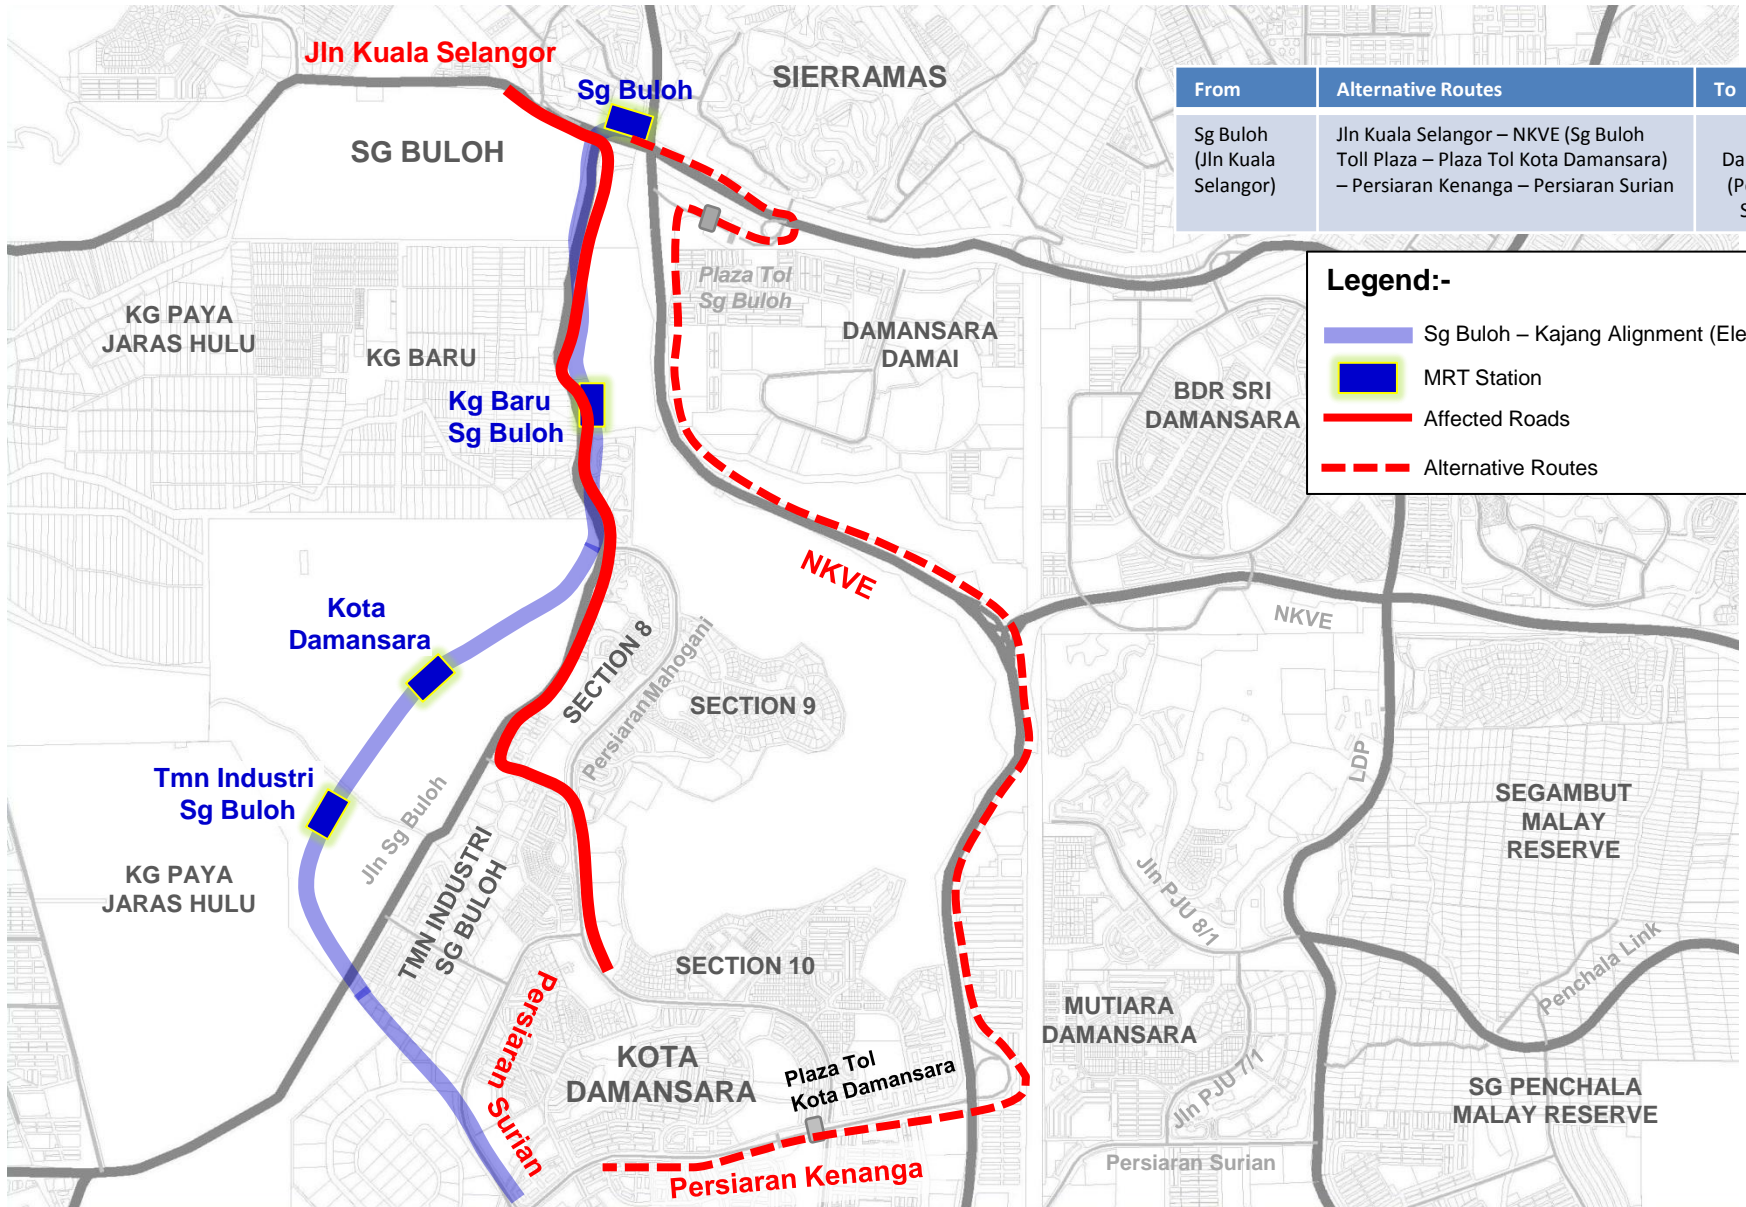 Jln Kuala Selangor
Sg Buloh
SIERRAMAS
SG BULOH
From
Alternative Routes
To
Sg Buloh
(Jln Kuala
Selangor)
Jln Kuala Selangor – NKVE (Sg Buloh
Toll Plaza – Plaza Tol Kota Damansara)
– Persiaran Kenanga – Persiaran Surian
Da
(P
S
Legend:-
Sg Buloh – Kajang Alignment (Ele
MRT Station
Affected Roads
Alternative Routes
Plaza Tol
Sg Buloh
KG PAYA
JARAS HULU
KG BARU
DAMANSARA
DAMAI
BDR SRI
DAMANSARA
Kg Baru
Sg Buloh
NKVE
NKVE
Kota
Damansara
SECTION 8
Persiaran Mahogani
SECTION 9
LDP
Tmn Industri
Sg Buloh
Jln Sg Buloh
SEGAMBUT
MALAY
RESERVE
KG PAYA
JARAS HULU
TMN INDUSTRI
SG BULOH
Jln PJU 8/1
SECTION 10
Penchala Link
Persiaran Surian
MUTIARA
DAMANSARA
KOTA
DAMANSARA
Plaza Tol
Kota Damansara
Jln PJU 7/1
SG PENCHALA
MALAY RESERVE
Persiaran Surian
Persiaran Kenanga